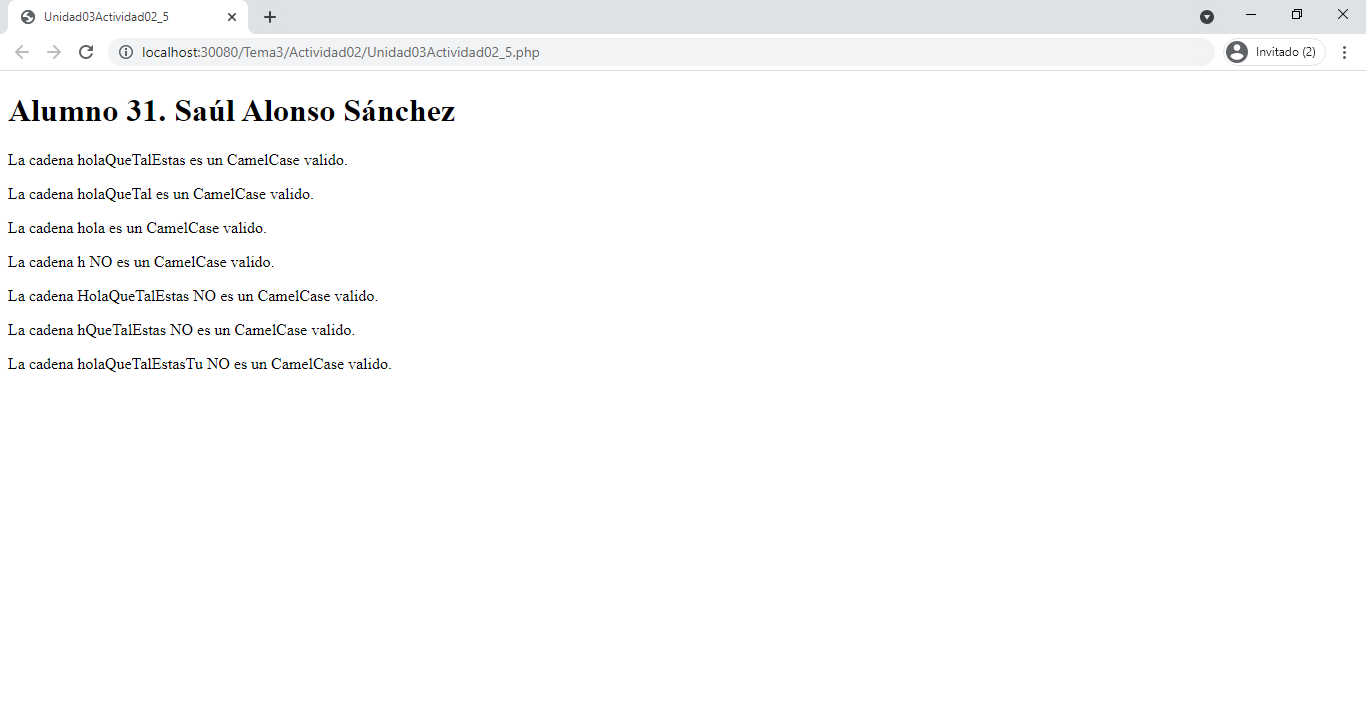 Unidad03Actividad02_5
localhost:30080/Tema3/Actividad02/Unidad03Actividad02_5.php
Invitado (2)
Alumno 31. Saúl Alonso Sánchez
La cadena holaQueTalEstas es un CamelCase valido.
La cadena holaQueTal es un CamelCase valido.
La cadena hola es un CamelCase valido.
La cadena h NO es un CamelCase valido.
La cadena HolaQueTalEstas NO es un CamelCase valido.
La cadena hQueTalEstas NO es un CamelCase valido.
La cadena holaQueTalEstasTu NO es un CamelCase valido.